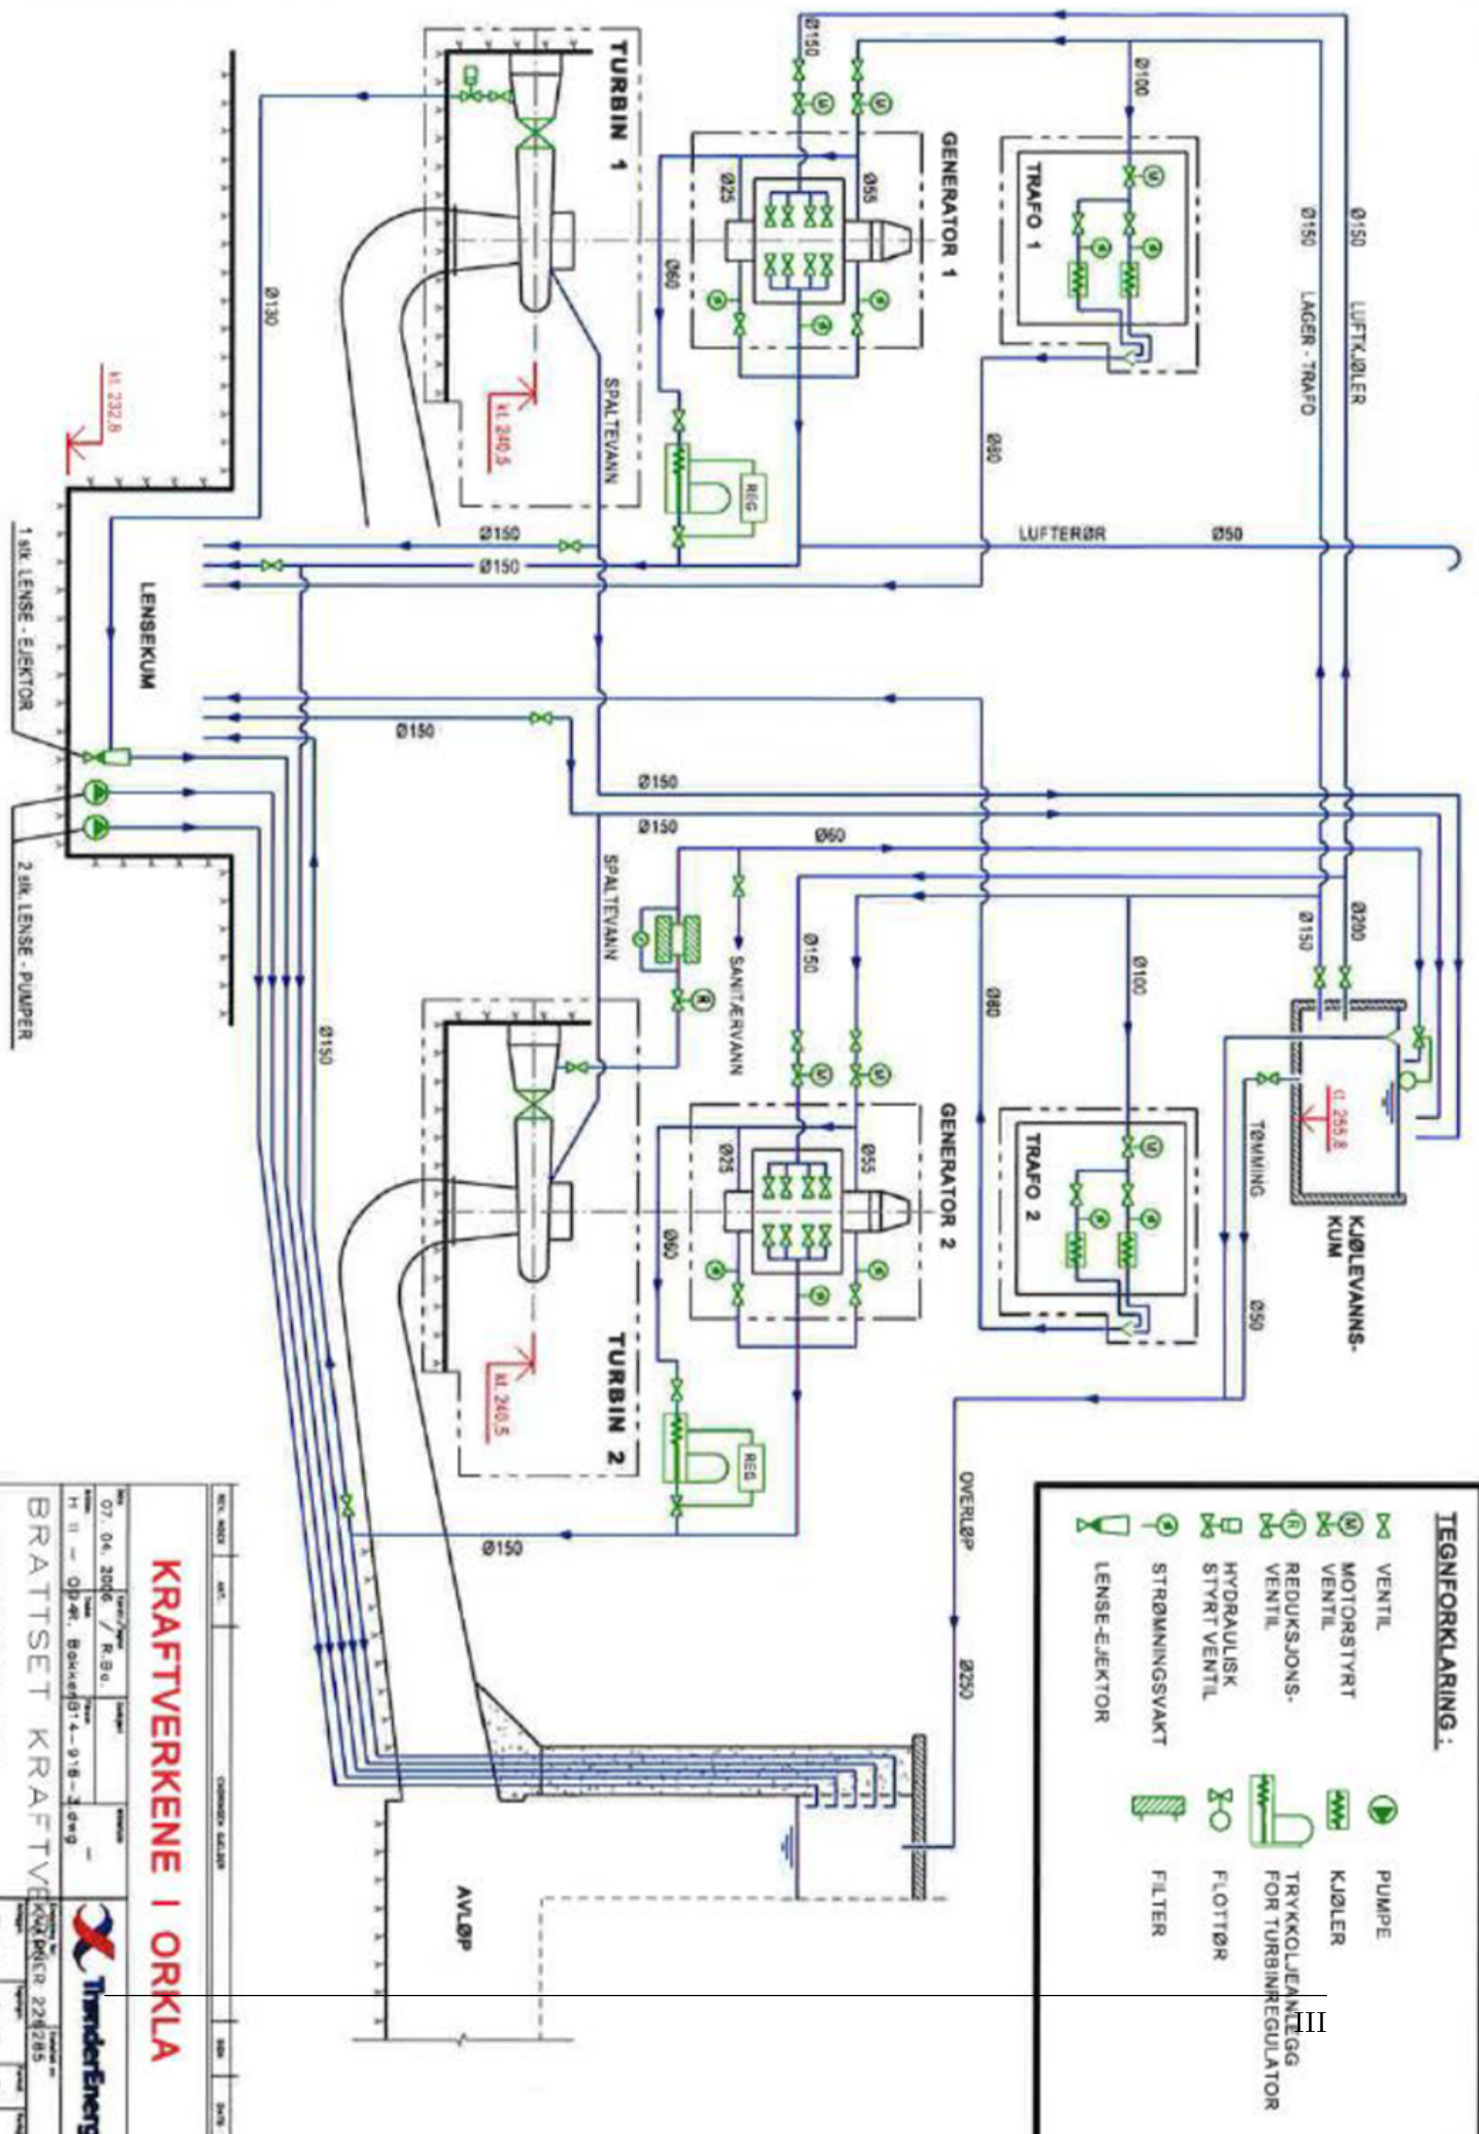 Ø150 LUFTKJØLER
Ø150 LAGER - TRAFO
Ø100
Ø150
TRAFO 1
GENERATOR 1
Ø55
Ø25
Ø60
REG
Ø80
LUFTERØR Ø50
TURBIN 1
kt. 240,5
SPALTEVANN
Ø130
kt. 232,8
Ø150
Ø150
LENSEKUM
1 stk. LENSE - EJEKTOR
2 stk. LENSE - PUMPER
Ø150
Ø150
Ø150
Ø60
Ø150
Ø200
Ø150
Ø100
Ø80
Ø150
SPALTEVANN
SANITÆRVANN
KJØLEVANNS-
KUM
TØMMING
Ø50
TRAFO 2
GENERATOR 2
Ø55
Ø25
Ø60
REG
TURBIN 2
kt. 240,5
Ø150
OVERLØP
Ø250
AVLØP
TEGNFORKLARING :
VENTIL
MOTORSTYRT
VENTIL
REDUKSJONS-
VENTIL
HYDRAULISK
STYRT VENTIL
STRØMNINGSVAKT
LENSE-EJEKTOR
PUMPE
KJØLER
TRYKKOLJEANLEGG
FOR TURBINREGULATOR
FLOTTØR
FILTER
KRAFTVERKENE I ORKLA
07. 04. 2006 / R.Bo.
BRATTSET KRAFTVE
TrønderEnerg
III